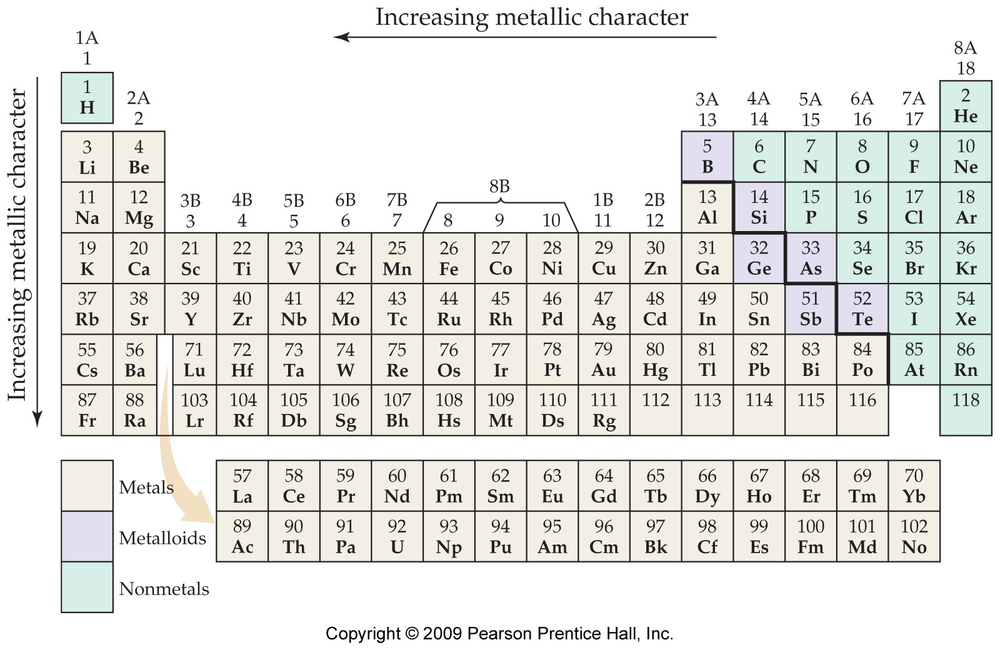 Increasing metallic character
Increasing metallic character
1A
1
2A
2
3B
3
4B
4
5B
5
6B
6
7B
7
8B
8 9 10
1B
11
2B
12
3A
13
4A
14
5A
15
6A
16
7A
17
8A
18
1 2
H He
3 4 5 6 7 8 9 10
Li Be B C N O F Ne
11 12 13 14 15 16 17 18
Na Mg Al Si P S Cl Ar
19 20 21 22 23 24 25 26 27 28 29 30 31 32 33 34 35 36
K Ca Sc Ti V Cr Mn Fe Co Ni Cu Zn Ga Ge As Se Br Kr
37 38 39 40 41 42 43 44 45 46 47 48 49 50 51 52 53 54
Rb Sr Y Zr Nb Mo Tc Ru Rh Pd Ag Cd In Sn Sb Te I Xe
55 56 71 72 73 74 75 76 77 78 79 80 81 82 83 84 85 86
Cs Ba Lu Hf Ta W Re Os Ir Pt Au Hg Tl Pb Bi Po At Rn
87 88 103 104 105 106 107 108 109 110 111 112 113 114 115 116 118
Fr Ra Lr Rf Db Sg Bh Hs Mt Ds Rg
57 58 59 60 61 62 63 64 65 66 67 68 69 70
La Ce Pr Nd Pm Sm Eu Gd Tb Dy Ho Er Tm Yb
89 90 91 92 93 94 95 96 97 98 99 100 101 102
Ac Th Pa U Np Pu Am Cm Bk Cf Es Fm Md No
Metals
Metalloids
Nonmetals
Copyright © 2009 Pearson Prentice Hall, Inc.